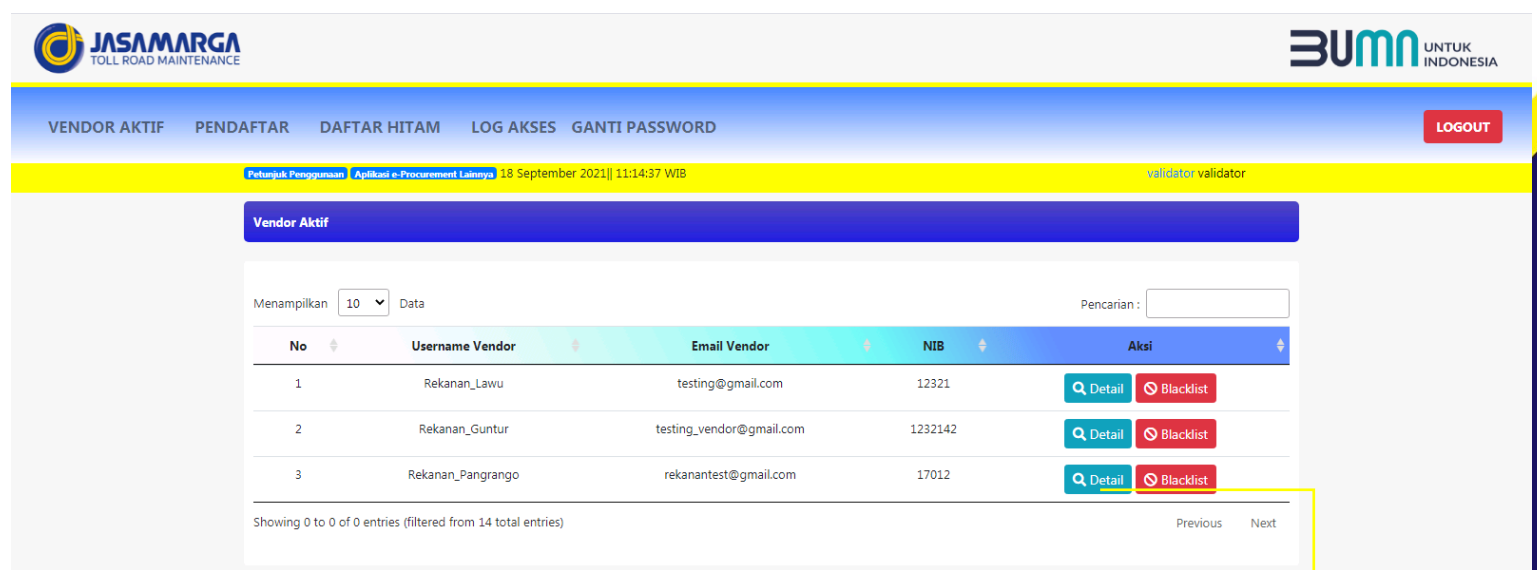 JASAMARGA
TOLL ROAD MAINTENANCE
BUMN UNTUK INDONESIA
VENDOR AKTIF PENDAFTAR DAFTAR HITAM LOG AKSES GANTI PASSWORD LOGOUT
Petunjuk Penggunaan Aplikasi e-Procurement Lainnya 18 September 2021|| 11:14:37 WIB validator validator
Vendor Aktif
Menampilkan 10 Data Pencarian :
No Username Vendor Email Vendor NIB Aksi
1 Rekanan_Lawu testing@gmail.com 12321 Detail Blacklist
2 Rekanan_Guntur testing_vendor@gmail.com 1232142 Detail Blacklist
3 Rekanan_Pangrango rekanantest@gmail.com 17012 Detail Blacklist
Showing 0 to 0 of 0 entries (filtered from 14 total entries) Previous Next